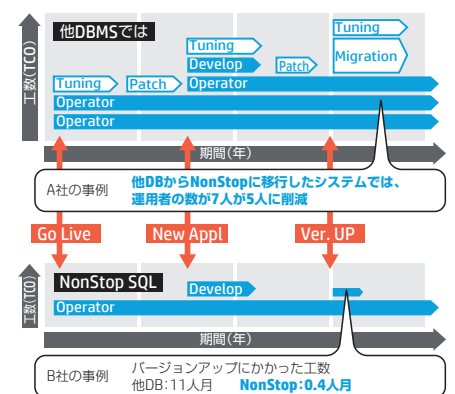 工数(TCO)
他DBMSでは
Tuning
Tuning
Develop
Patch
Migration
Tuning
Patch
Operator
Operator
Operator
期間(年)
A社の事例
他DBからNonStopに移行したシステムでは、
運用者の数が7人が5人に削減
Go Live
New Appl
Ver. UP
工数(TCO)
NonStop SQL
Develop
Operator
期間(年)
B社の事例
バージョンアップにかかった工数
他DB:11人月 NonStop:0.4人月